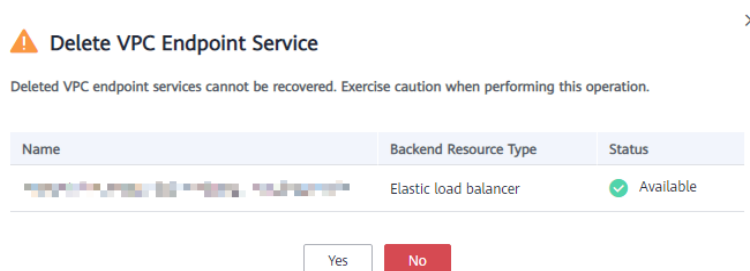 Delete VPC Endpoint Service
Deleted VPC endpoint services cannot be recovered. Exercise caution when performing this operation.
Name Backend Resource Type Status
Elastic load balancer Available
Yes No